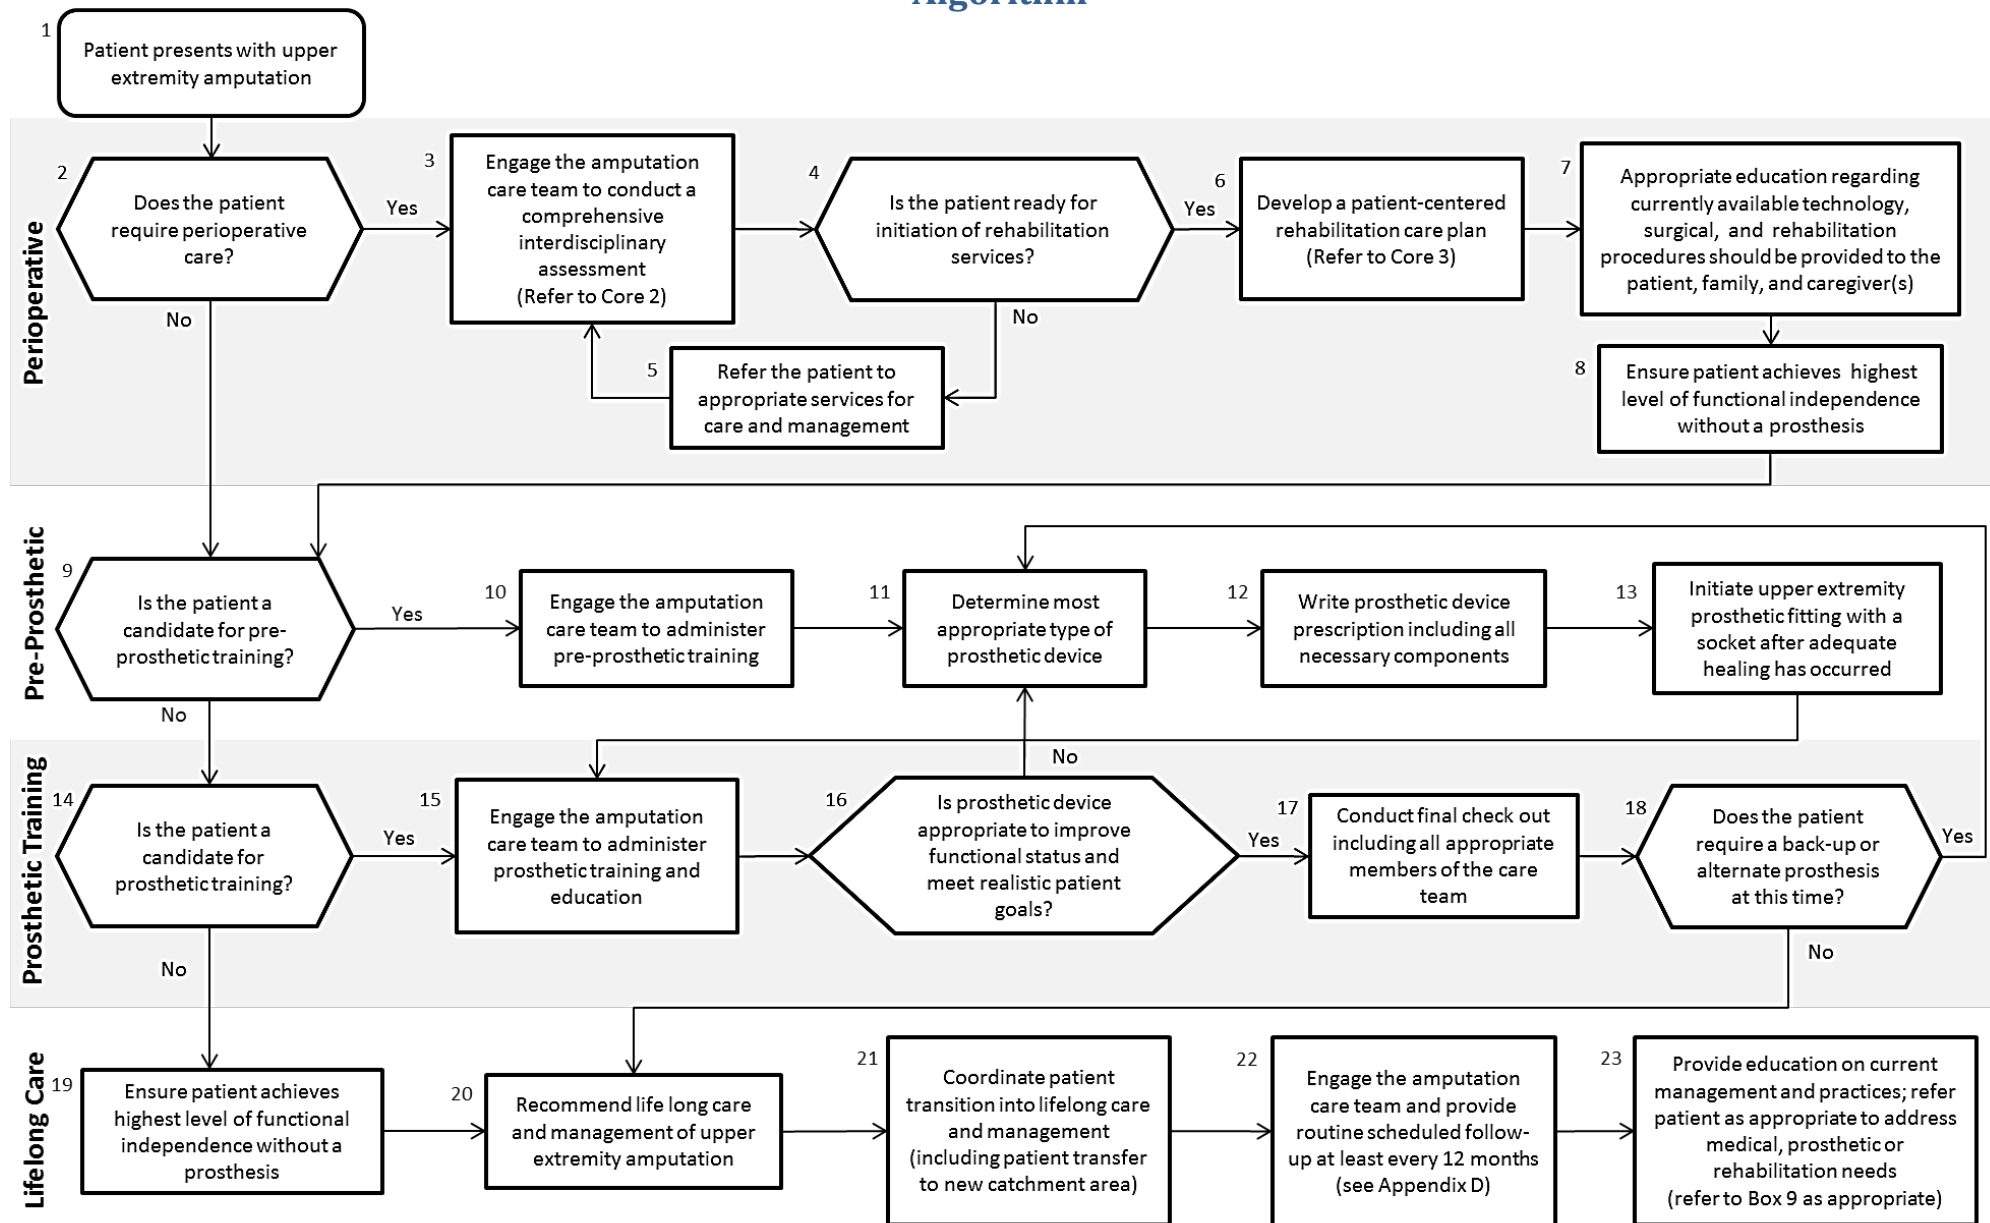 Algorithm
1
Patient presents with upper
extremity amputation
Perioperative
2
Does the patient
require perioperative
care?
Yes
No
3
Engage the amputation
care team to conduct a
comprehensive
interdisciplinary
assessment
(Refer to Core 2)
4
Is the patient ready for
initiation of rehabilitation
services?
Yes
No
5
Refer the patient to
appropriate services for
care and management
6
Develop a patient-centered
rehabilitation care plan
(Refer to Core 3)
7
Appropriate education regarding
currently available technology,
surgical, and rehabilitation
procedures should be provided to the
patient, family, and caregiver(s)
8
Ensure patient achieves highest
level of functional independence
without a prosthesis
Pre-Prosthetic
9
Is the patient a
candidate for pre-
prosthetic training?
Yes
No
10
Engage the amputation
care team to administer
pre-prosthetic training
11
Determine most
appropriate type of
prosthetic device
12
Write prosthetic device
prescription including all
necessary components
13
Initiate upper extremity
prosthetic fitting with a
socket after adequate
healing has occurred
Prosthetic Training
14
Is the patient a
candidate for
prosthetic training?
Yes
No
15
Engage the amputation
care team to administer
prosthetic training and
education
16
Is prosthetic device
appropriate to improve
functional status and
meet realistic patient
goals?
No
Yes
17
Conduct final check out
including all appropriate
members of the care
team
18
Does the patient
require a back-up or
alternate prosthesis
at this time?
Yes
No
Lifelong Care
19
Ensure patient achieves
highest level of functional
independence without a
prosthesis
20
Recommend life long care
and management of upper
extremity amputation
21
Coordinate patient
transition into lifelong care
and management
(including patient transfer
to new catchment area)
22
Engage the amputation
care team and provide
routine scheduled follow-
up at least every 12 months
(see Appendix D)
23
Provide education on current
management and practices; refer
patient as appropriate to address
medical, prosthetic or
rehabilitation needs
(refer to Box 9 as appropriate)